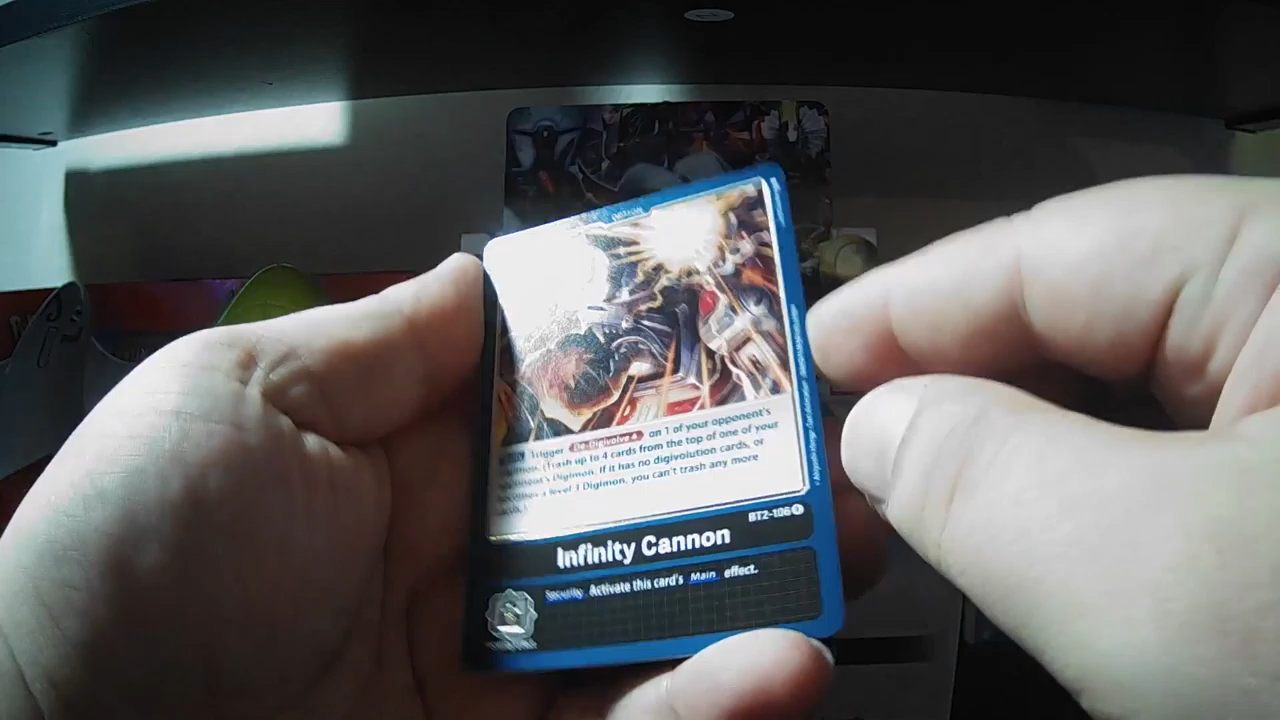 OPTION
Trigger De-Digivolve 4 on 1 of your opponent's
Digimon. (Trash up to 4 cards from the top of one of your
opponent's Digimon. If it has no digivolution cards, or
becomes a level 3 Digimon, you can't trash any more
cards.)
BT2-106 R
Infinity Cannon
Security Activate this card's Main effect.